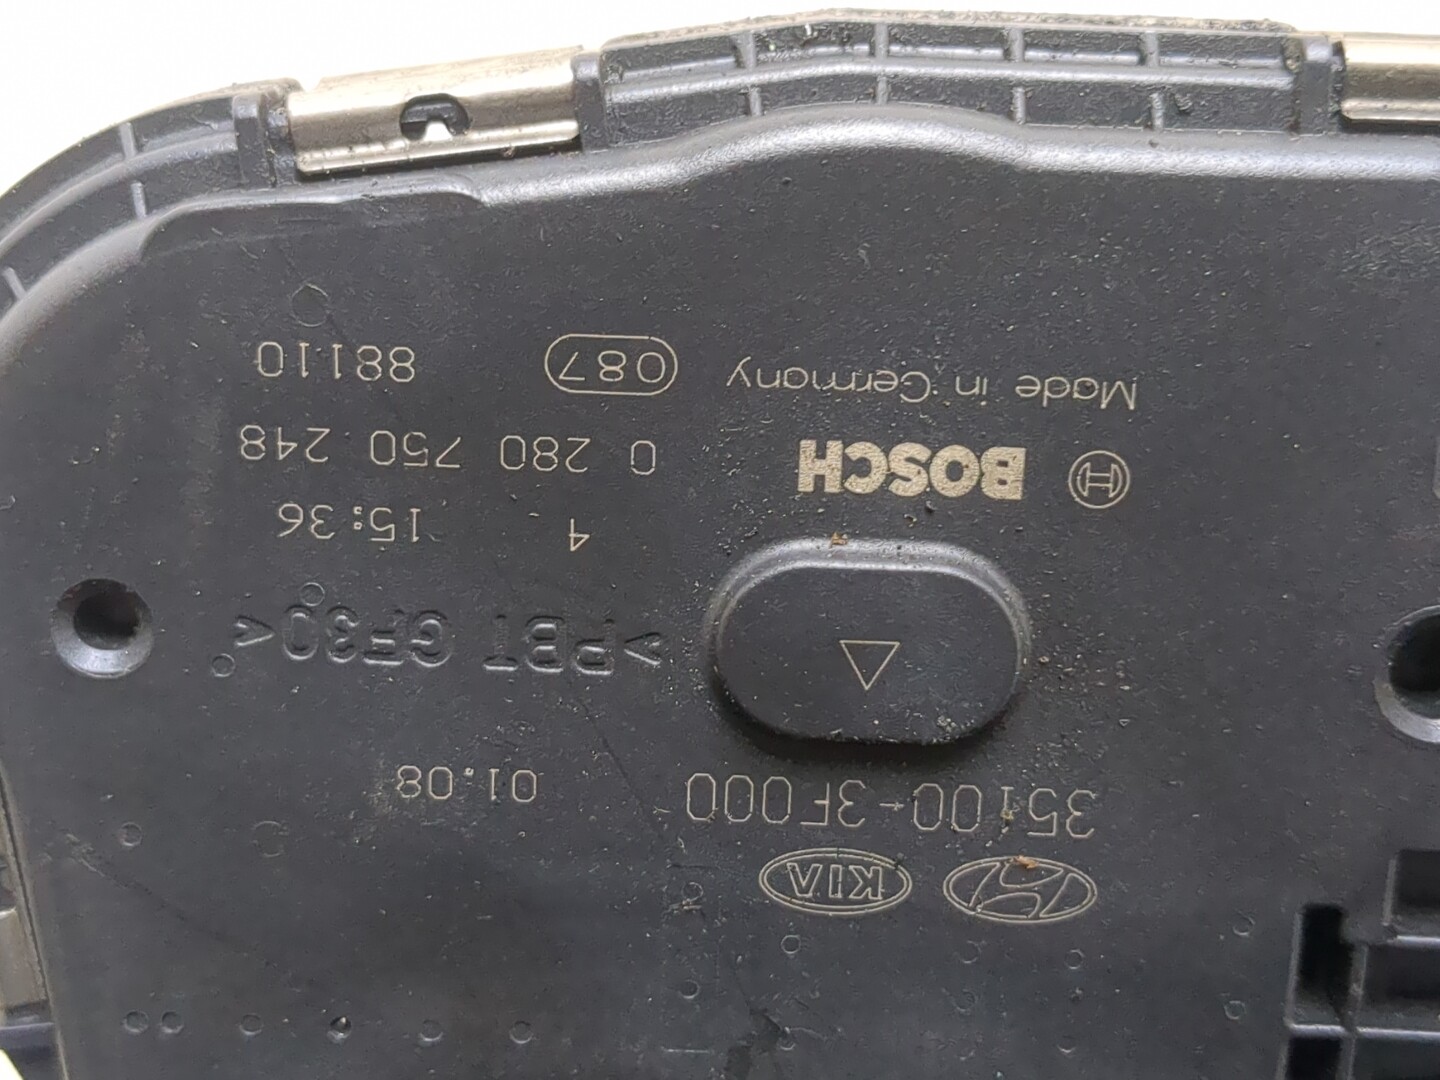 KIA
35100-3F000 01.08
>PBT GF30<
4 15:36
BOSCH 0 280 750 248
Made in Germany 087 88110